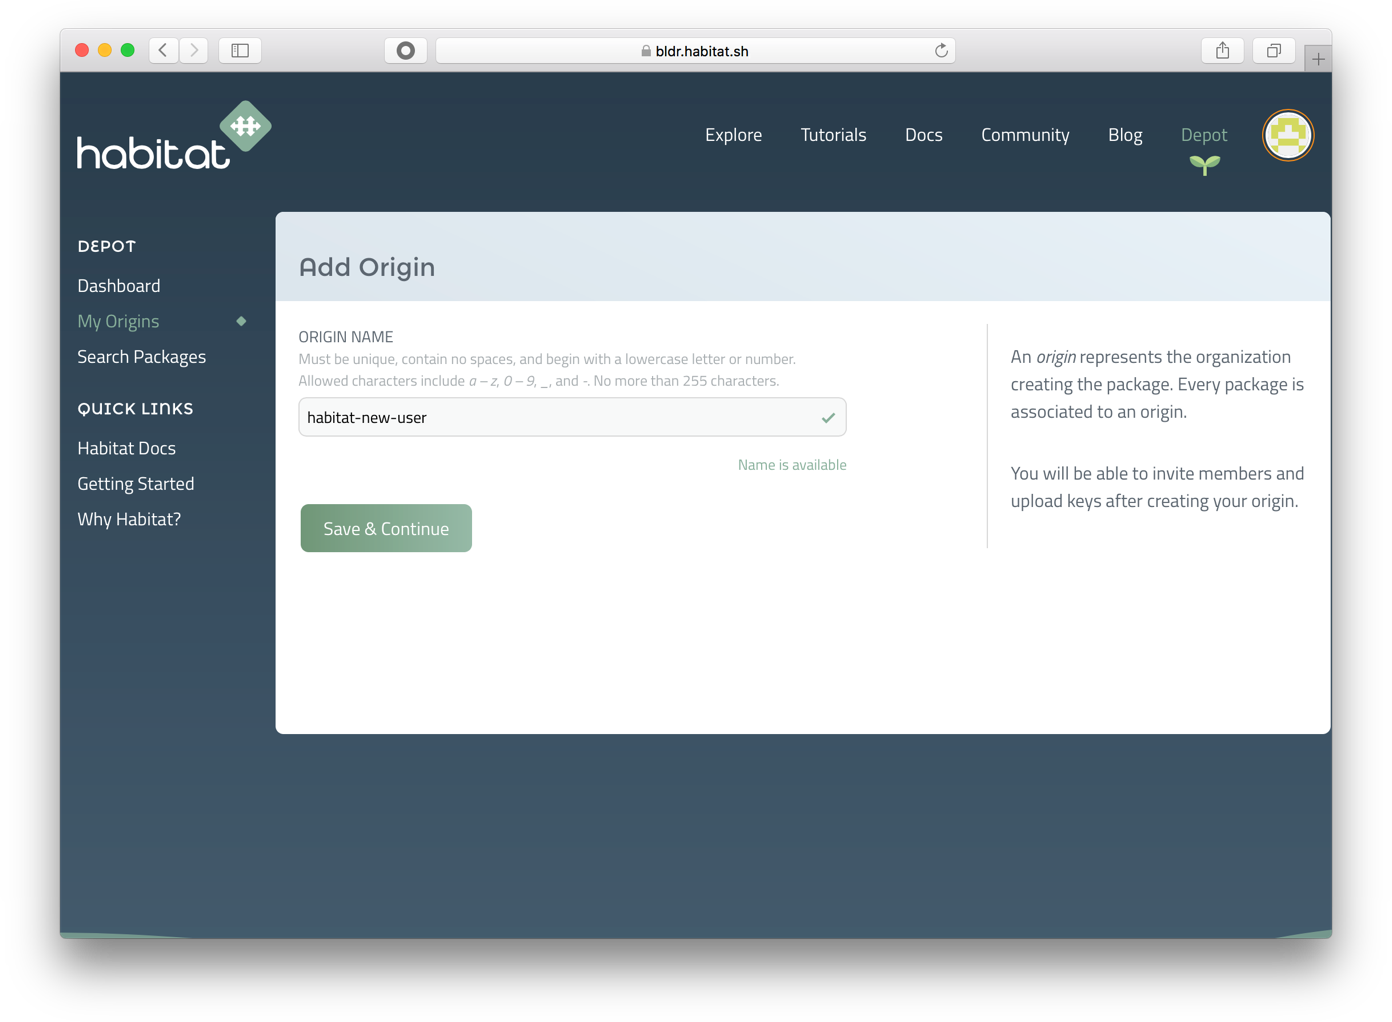 bldr.habitat.sh
habitat
Explore Tutorials Docs Community Blog Depot
DEPOT
Dashboard
My Origins
Search Packages
QUICK LINKS
Habitat Docs
Getting Started
Why Habitat?
Add Origin
ORIGIN NAME
Must be unique, contain no spaces, and begin with a lowercase letter or number.
Allowed characters include a – z, 0 – 9, _, and -. No more than 255 characters.
habitat-new-user
Name is available
Save & Continue
An origin represents the organization
creating the package. Every package is
associated to an origin.
You will be able to invite members and
upload keys after creating your origin.